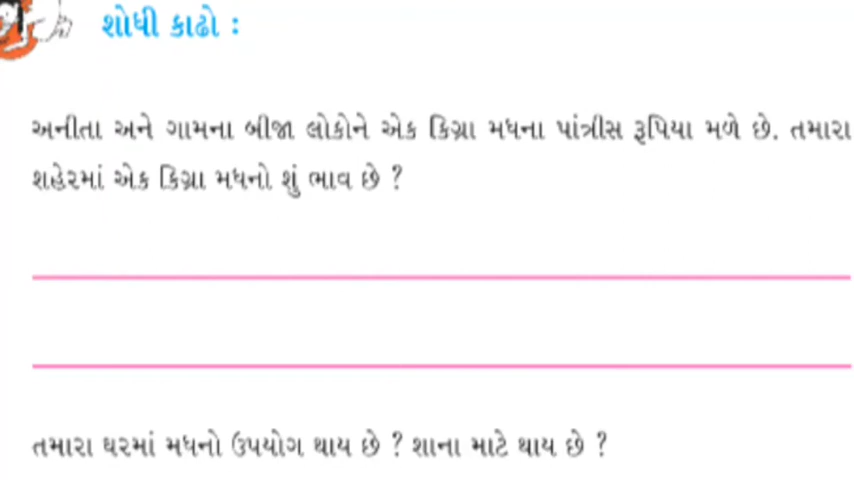 શોધી કાઢો :
અનીતા અને ગામના બીજા લોકોને એક કિગ્રા મધના પાંત્રીસ રૂપિયા મળે છે. તમારા
શહેરમાં એક કિગ્રા મધનો શું ભાવ છે ?
તમારા ઘરમાં મધનો ઉપયોગ થાય છે ? શાના માટે થાય છે ?